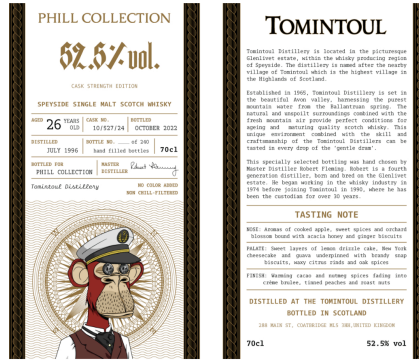 PHILL COLLECTION
52.5% vol.
CASK STRENGTH EDITION
SPEYSIDE SINGLE MALT SCOTCH WHISKY
AGED 26 YEARS OLD
CASK NO. 10/527/24
BOTTLED OCTOBER 2022
DISTILLED JULY 1996
BOTTLE NO. ___ of 240
hand filled bottles
70cl
BOTTLED FOR PHILL COLLECTION
MASTER DISTILLER
Tomintoul Distillery
NO COLOR ADDED
NON CHILL-FILTERED
TOMINTOUL
Tomintoul Distillery is located in the picturesque
Glenlivet estate, within the whisky producing region
of Speyside. The distillery is named after the nearby
village of Tomintoul which is the highest village in
the Highlands of Scotland.
Established in 1965, Tomintoul Distillery is set in
the beautiful Avon valley, harnessing the purest
mountain water from the Ballantruan spring. The
natural and unspoilt surroundings combined with the
fresh mountain air provide perfect conditions for
ageing and maturing quality scotch whisky. This
unique environment combined with the skill and
craftsmanship of the Tomintoul Distillers can be
tasted in every drop of the 'gentle dram'.
This specially selected bottling was hand chosen by
Master Distiller Robert Fleming. Robert is a fourth
generation distiller, born and bred on the Glenlivet
estate. He began working in the whisky industry in
1974 before joining Tomintoul in 1990, where he has
been the custodian for over 30 years.
TASTING NOTE
NOSE: Aromas of cooked apple, sweet spices and orchard
blossom bound with acacia honey and ginger biscuits
PALATE: Sweet layers of lemon drizzle cake, New York
cheesecake and guava underpinned with brandy snap
biscuits, waxy citrus rinds and oak spices
FINISH: Warming cacao and nutmeg spices fading into
crème brulee, tinned peaches and roast nuts
DISTILLED AT THE TOMINTOUL DISTILLERY
BOTTLED IN SCOTLAND
200 MAIN ST, COATBRIDGE ML5 3RB, UNITED KINGDOM
70cl
52.5% vol